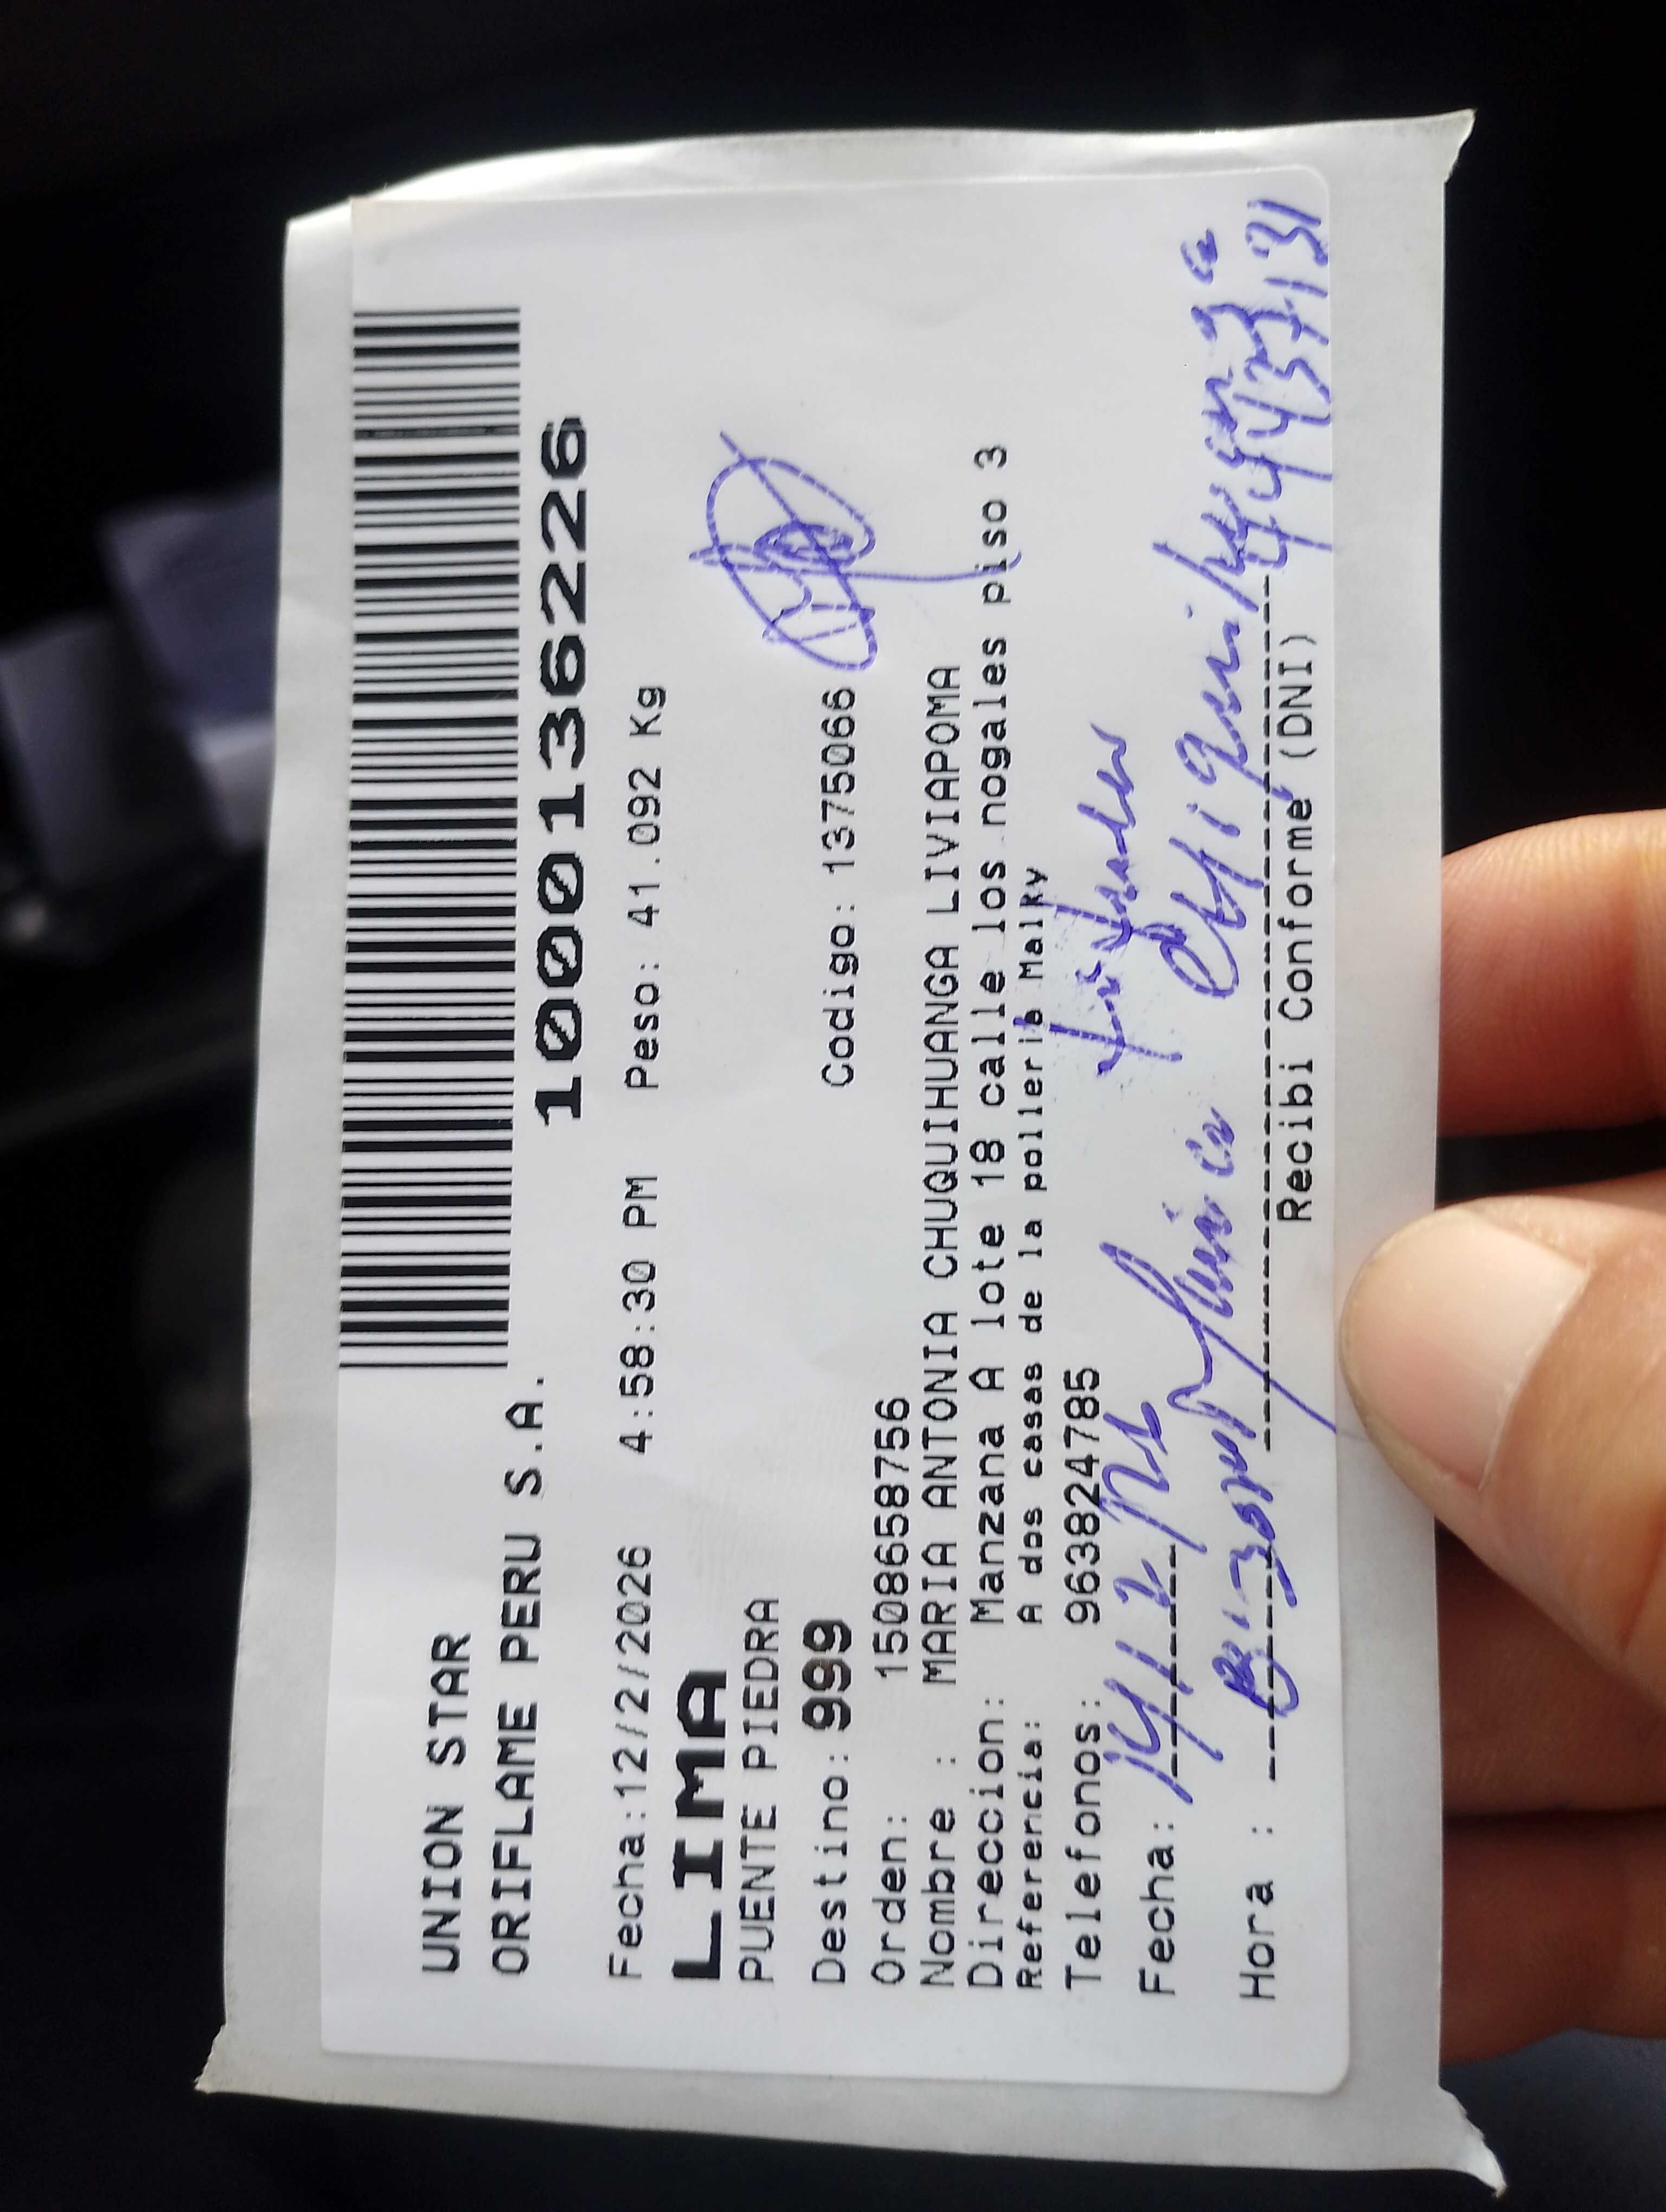 UNION STAR
ORIFLAME PERU S.A.
1000136226
Fecha:12/2/2026 4:58:30 PM Peso: 41.092 Kg
LIMA
PUENTE PIEDRA
Destino: 999 Codigo: 1375066
Orden: 15086658756
Nombre : MARIA ANTONIA CHUQUIHUANGA LIVIAPOMA
Direccion: Manzana A lote 18 calle los nogales piso 3
Referencia: A dos casas de la polleria Malky
Telefonos: 963824785
Fecha:
Hora :
Recibi Conforme (DNI)